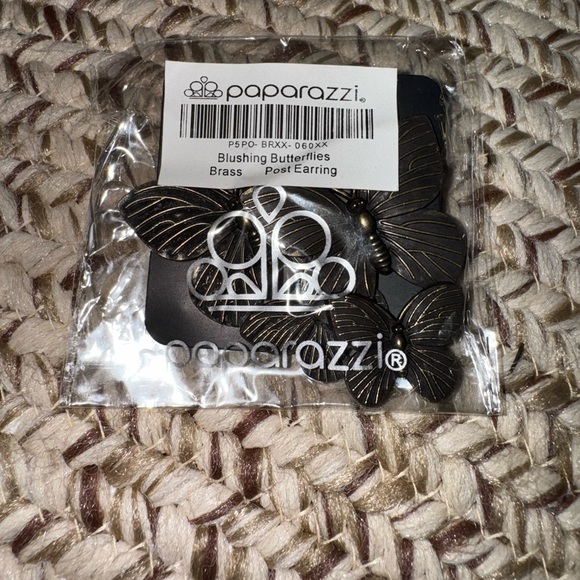 paparazzi®
P5PO-BRXX-060XX
Blushing Butterflies
Brass Post Earring
paparazzi®